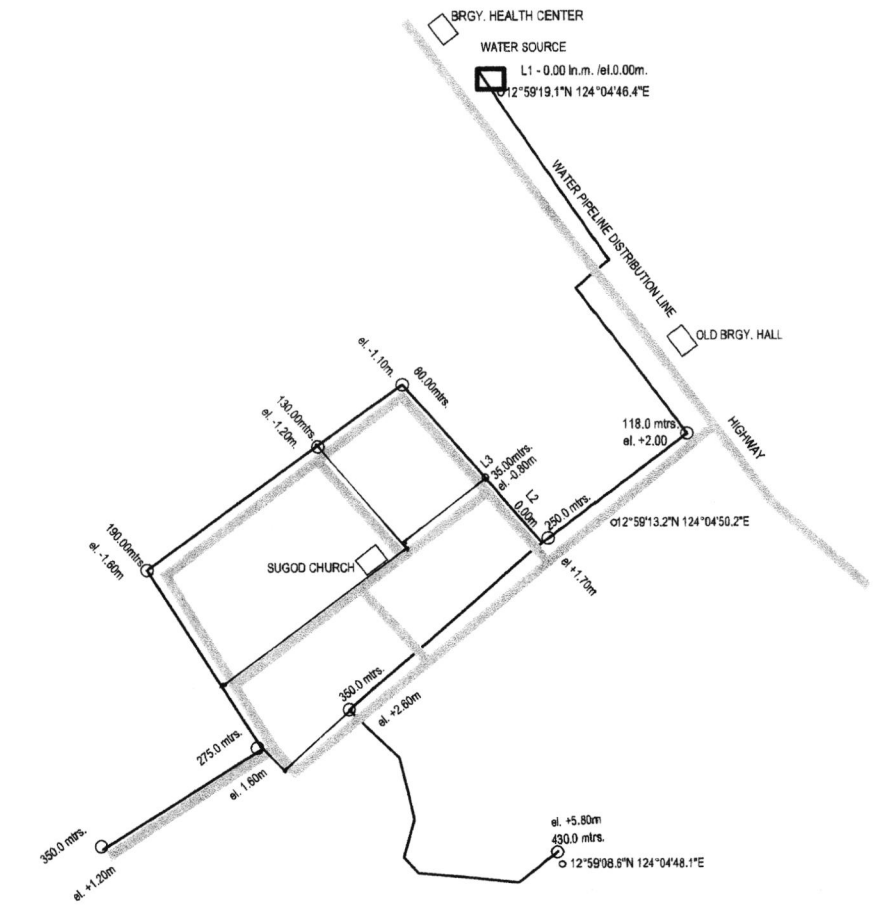 BRGY. HEALTH CENTER
WATER SOURCE
L1 - 0.00 ln.m. /el.0.00m.
12°59'19.1"N 124°04'46.4"E
WATER PIPELINE DISTRIBUTION LINE
OLD BRGY. HALL
HIGHWAY
118.0 mtrs.
el. +2.00
el. -1.10m.
80.00mtrs.
130.00mtrs.
el. -1.20m.
L3
35.00mtrs.
el. -0.80m
L2
0.00m
250.0 mtrs.
12°59'13.2"N 124°04'50.2"E
el +1.70m
190.00mtrs.
el. -1.60m
SUGOD CHURCH
350.0 mtrs.
el. +2.60m
275.0 mtrs.
el. 1.60m
350.0 mtrs.
el. +1.20m
el. +5.80m
430.0 mtrs.
12°59'08.6"N 124°04'48.1"E